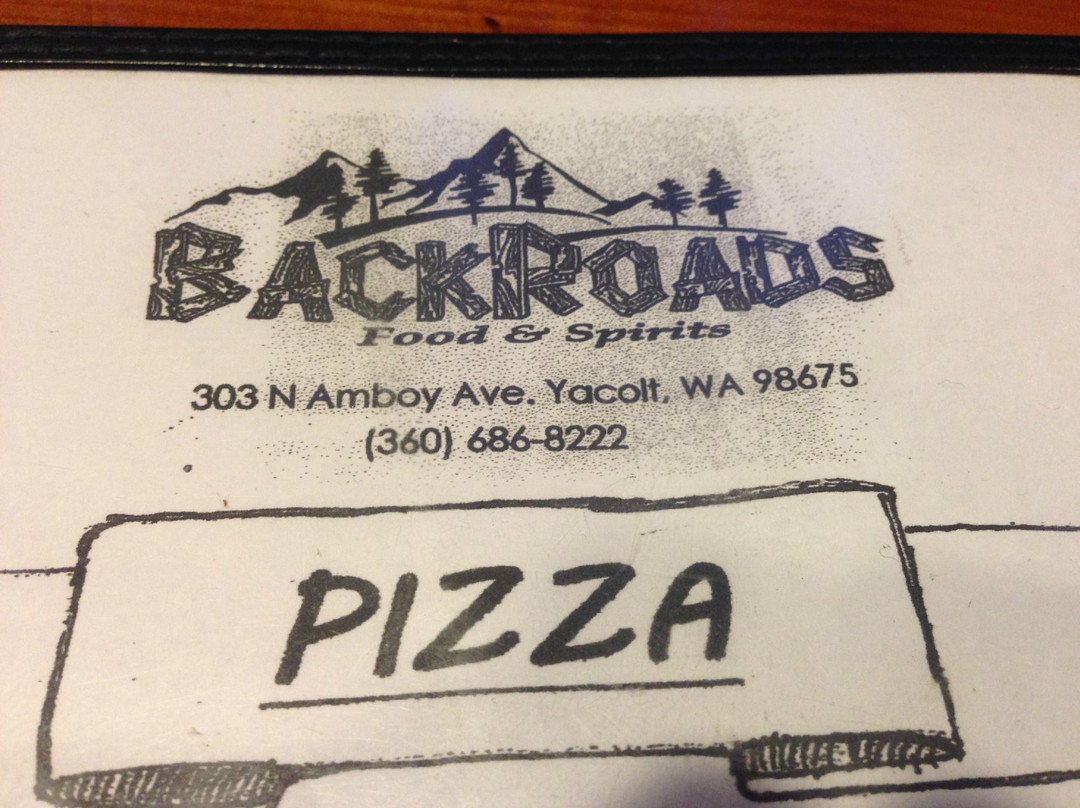 BACKROADS
Food & Spirits
303 N Amboy Ave. Yacolt, WA 98675
(360) 686-8222
PIZZA